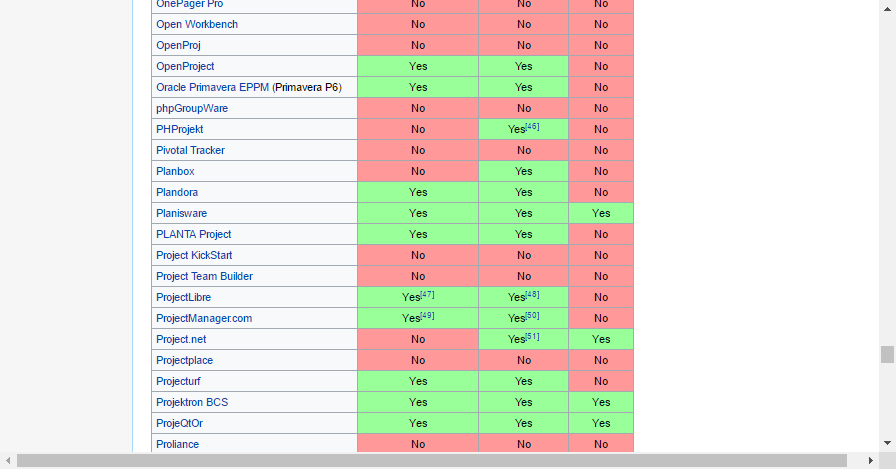 OnePager Pro No No No
Open Workbench No No No
OpenProj No No No
OpenProject Yes Yes No
Oracle Primavera EPPM (Primavera P6) Yes Yes No
phpGroupWare No No No
PHProjekt No Yes[46] No
Pivotal Tracker No No No
Planbox No Yes No
Plandora Yes Yes No
Planisware Yes Yes Yes
PLANTA Project Yes Yes No
Project KickStart No No No
Project Team Builder No No No
ProjectLibre Yes[47] Yes[48] No
ProjectManager.com Yes[49] Yes[50] No
Project.net No Yes[51] Yes
Projectplace No No No
Projecturf Yes Yes No
Projektron BCS Yes Yes Yes
ProjeQtOr Yes Yes Yes
Proliance No No No